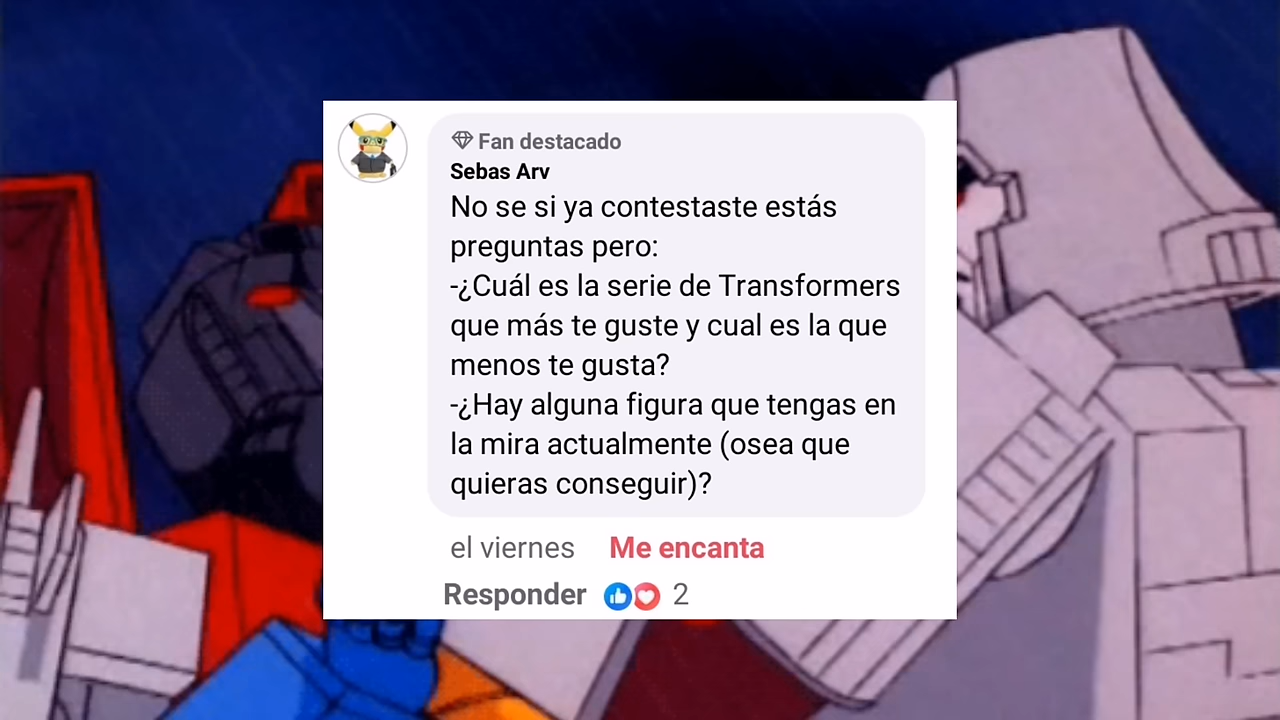 Fan destacado
Sebas Arv
No se si ya contestaste estás
preguntas pero:
-¿Cuál es la serie de Transformers
que más te guste y cual es la que
menos te gusta?
-¿Hay alguna figura que tengas en
la mira actualmente (osea que
quieras conseguir)?
el viernes Me encanta
Responder 2